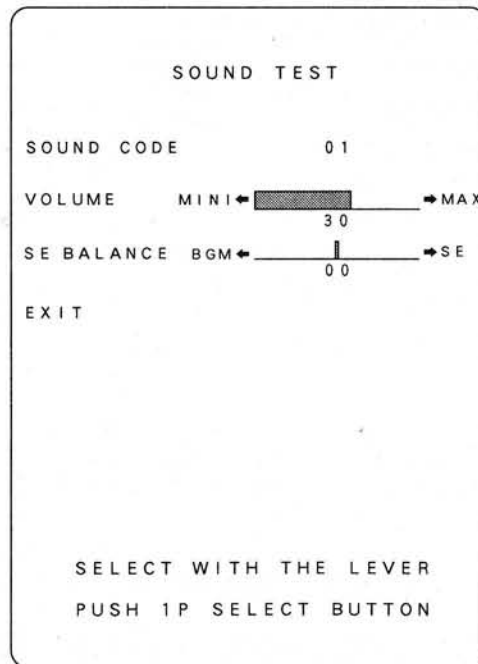 SOUND TEST
SOUND CODE 01
VOLUME MINI⬅ ➡MAX
30
SE BALANCE BGM⬅ ➡SE
00
EXIT
SELECT WITH THE LEVER
PUSH 1P SELECT BUTTON